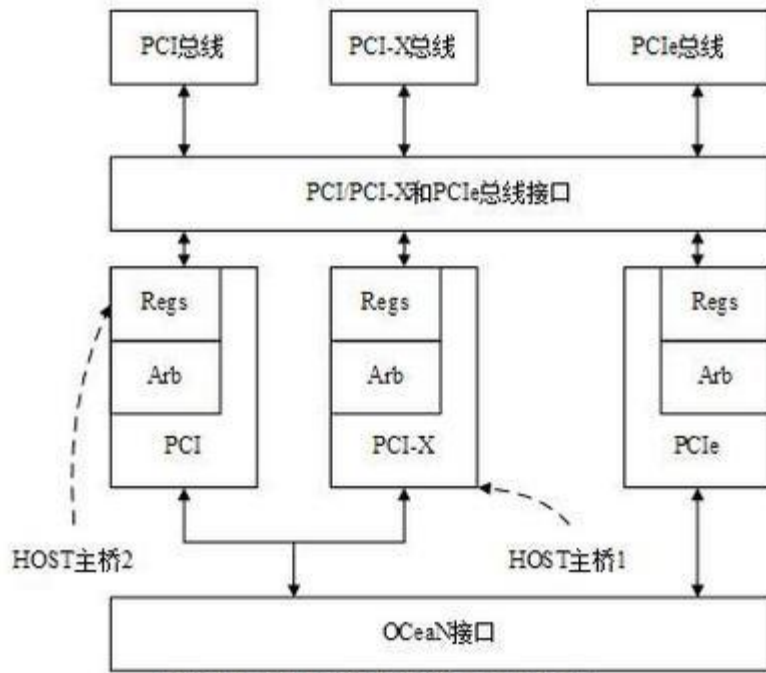 PCI总线
PCI-X总线
PCIe总线
PCI/PCI-X和PCIe总线接口
Regs
Regs
Regs
Arb
Arb
Arb
PCI
PCI-X
PCIe
HOST主桥2
HOST主桥1
OCeaN接口